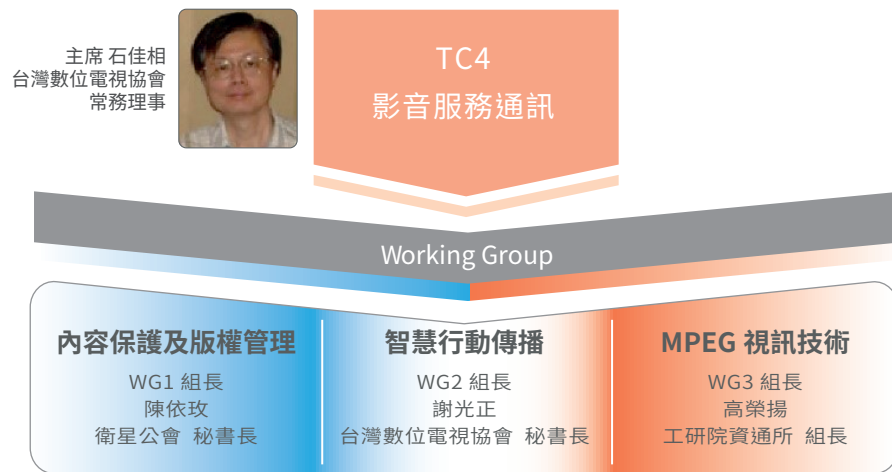 主席 石佳相
台灣數位電視協會
常務理事
TC4
影音服務通訊
Working Group
內容保護及版權管理
WG1 組長
陳依玫
衛星公會 秘書長
智慧行動傳播
WG2 組長
謝光正
台灣數位電視協會 秘書長
MPEG 視訊技術
WG3 組長
高榮揚
工研院資通所 組長